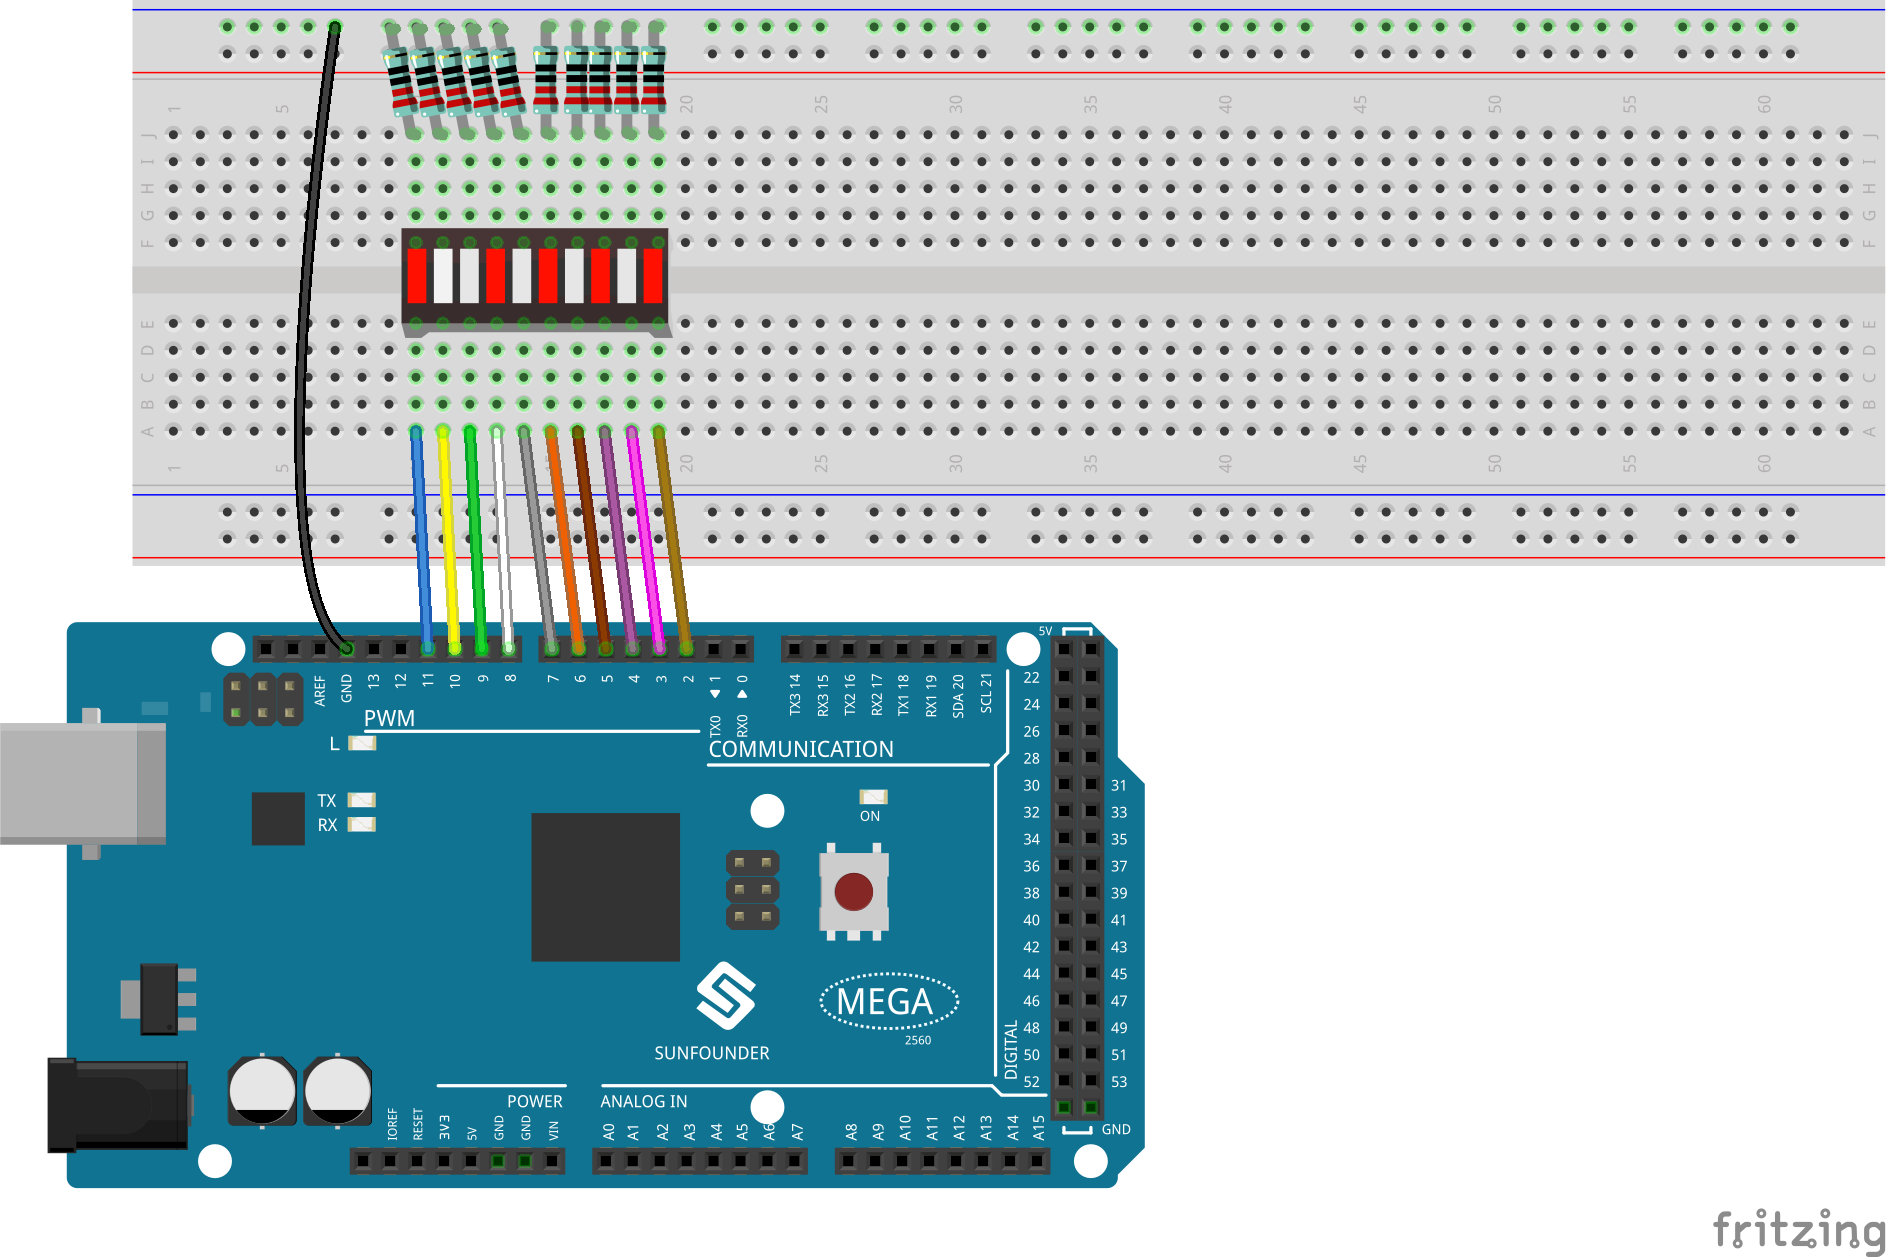 1 5 20 25 30 35 40 45 50 55 60
J J
I I
H H
G G
F F
E E
D D
C C
B B
A A
1 5 20 25 30 35 40 45 50 55 60
5V
AREF GND 13 12 11 10 9 8 7 6 5 4 3 2 1 0 TX3 14 RX3 15 TX2 16 RX2 17 TX1 18 RX1 19 SDA 20 SCL 21
TX0 RX0
PWM
COMMUNICATION
L
TX
RX
ON
22
24
26
28
30 31
32 33
34 35
36 37
38 39
40 41
42 43
44 45
46 47
48 49
50 51
52 53
DIGITAL
MEGA
2560
SUNFOUNDER
POWER
ANALOG IN
IOREF RESET 3V3 5V GND GND VIN A0 A1 A2 A3 A4 A5 A6 A7 A8 A9 A10 A11 A12 A13 A14 A15
GND
fritzing